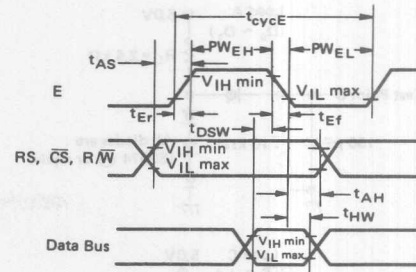 tcycE
PWEH
PWEL
tAS
E
VIH min
VIL max
tEr
tDSW
tEf
RS, CS, R/W
VIH min
VIL max
tAH
tHW
Data Bus
VIH min
VIL max